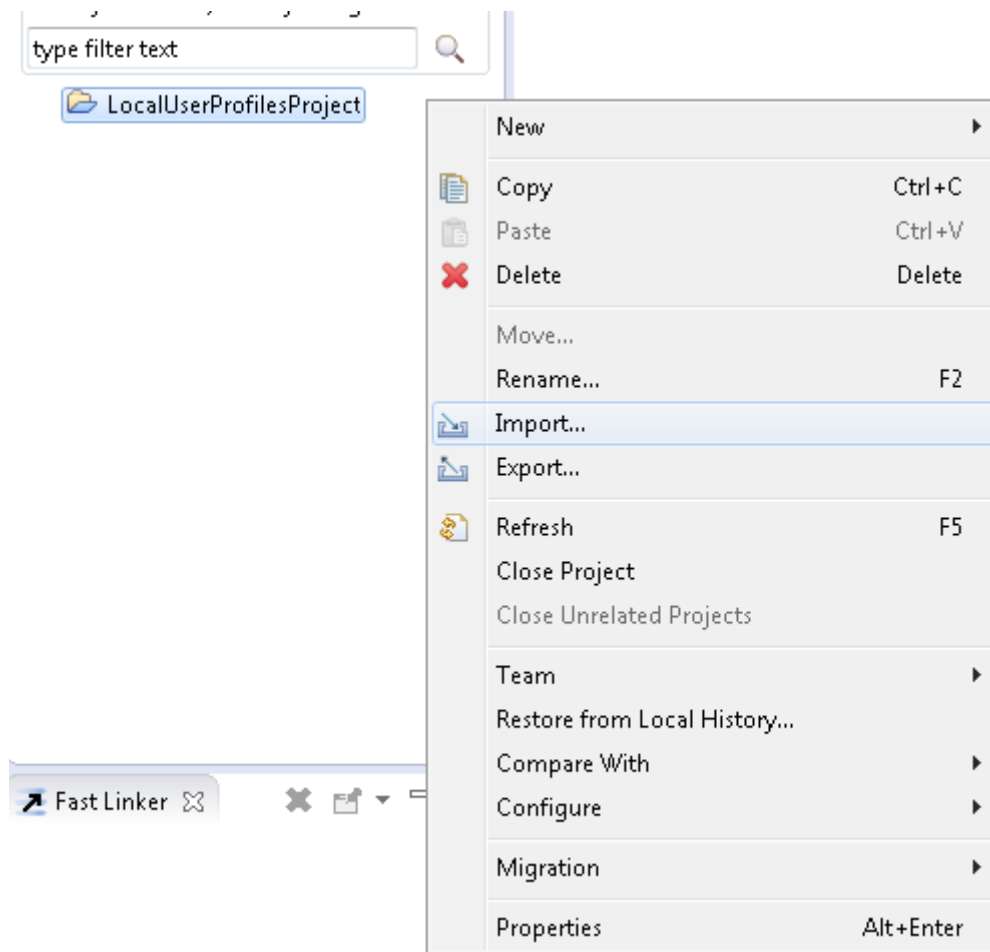 type filter text
LocalUserProfilesProject
New
Copy Ctrl+C
Paste Ctrl+V
Delete Delete
Move...
Rename... F2
Import...
Export...
Refresh F5
Close Project
Close Unrelated Projects
Team
Restore from Local History...
Compare With
Configure
Migration
Properties Alt+Enter
Fast Linker